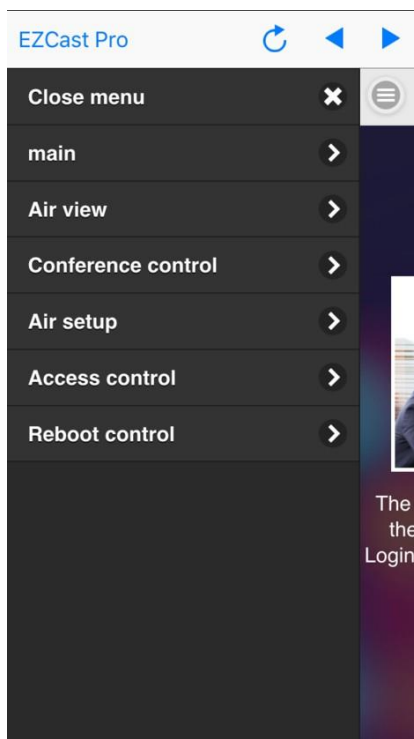 EZCast Pro
Close menu
main
Air view
Conference control
Air setup
Access control
Reboot control
The
the
Login